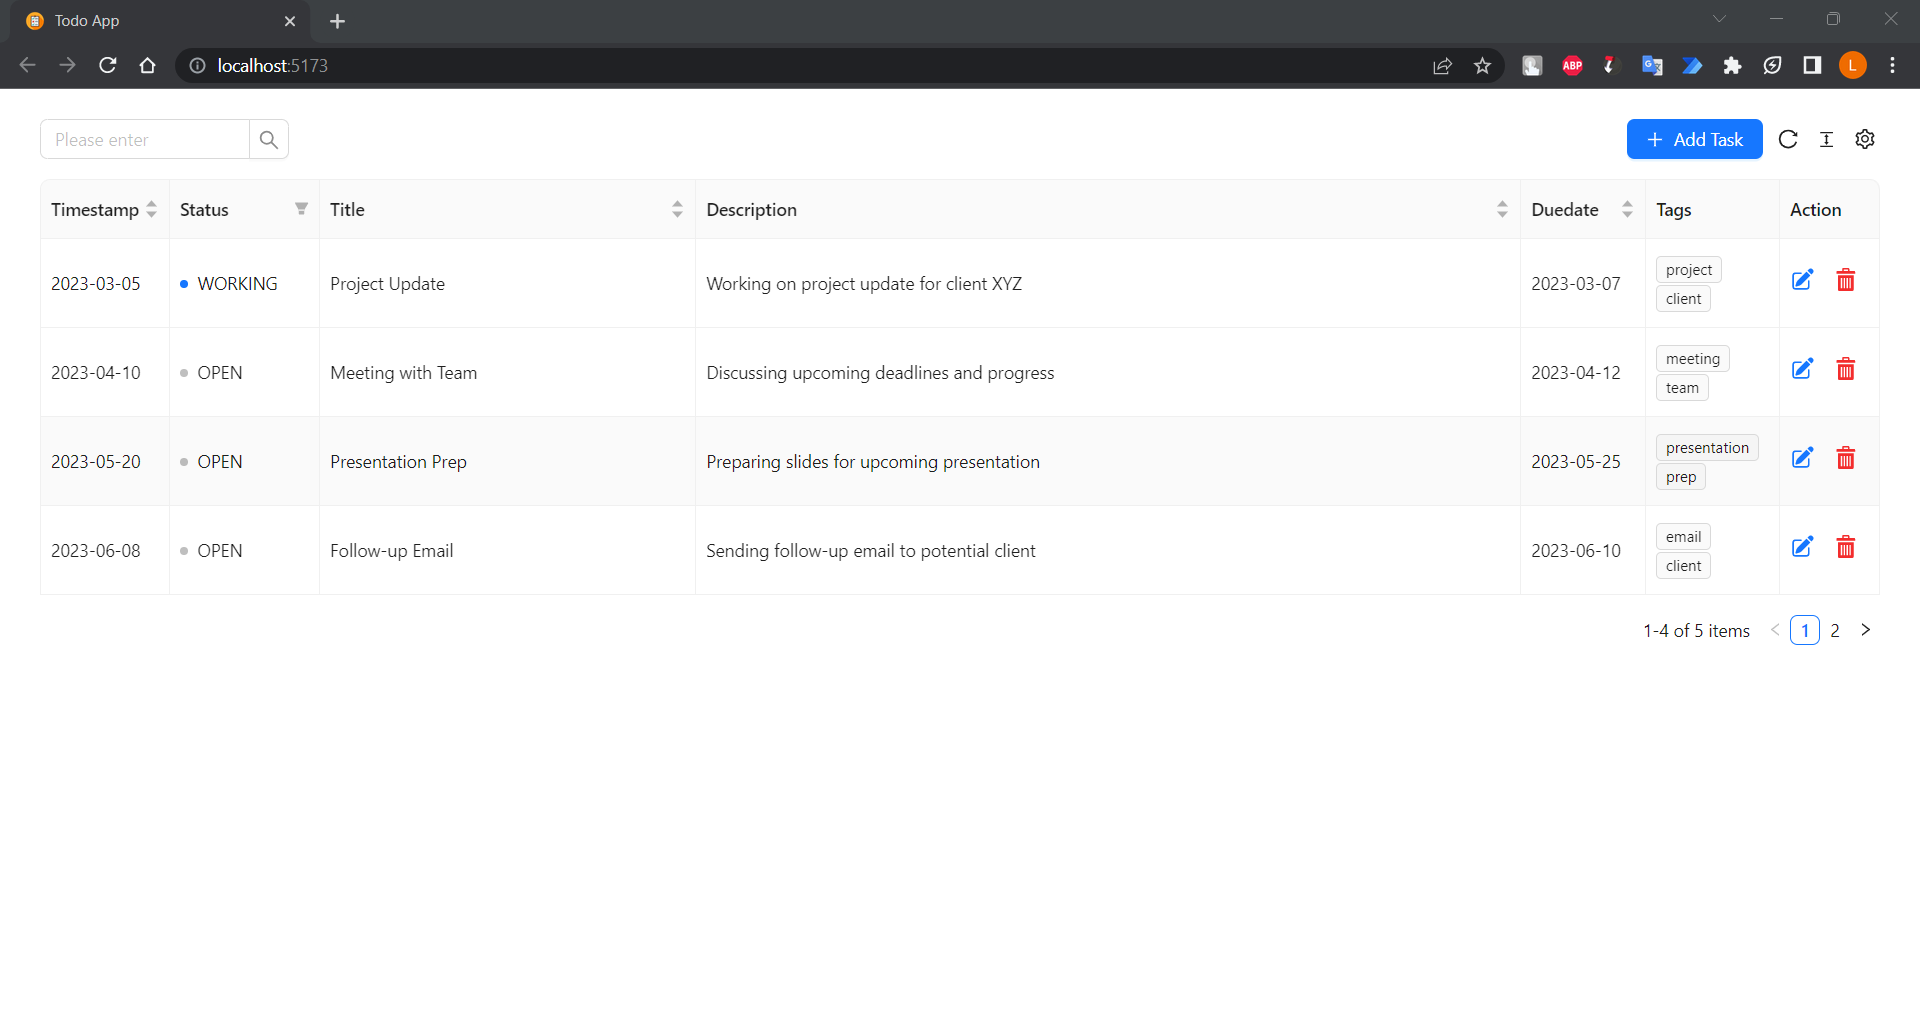 Todo App
localhost:5173
ABP
G
L
Please enter
Add Task
Timestamp Status Title Description Duedate Tags Action
2023-03-05 WORKING Project Update Working on project update for client XYZ 2023-03-07 project
client
2023-04-10 OPEN Meeting with Team Discussing upcoming deadlines and progress 2023-04-12 meeting
team
2023-05-20 OPEN Presentation Prep Preparing slides for upcoming presentation 2023-05-25 presentation
prep
2023-06-08 OPEN Follow-up Email Sending follow-up email to potential client 2023-06-10 email
client
1-4 of 5 items 1 2